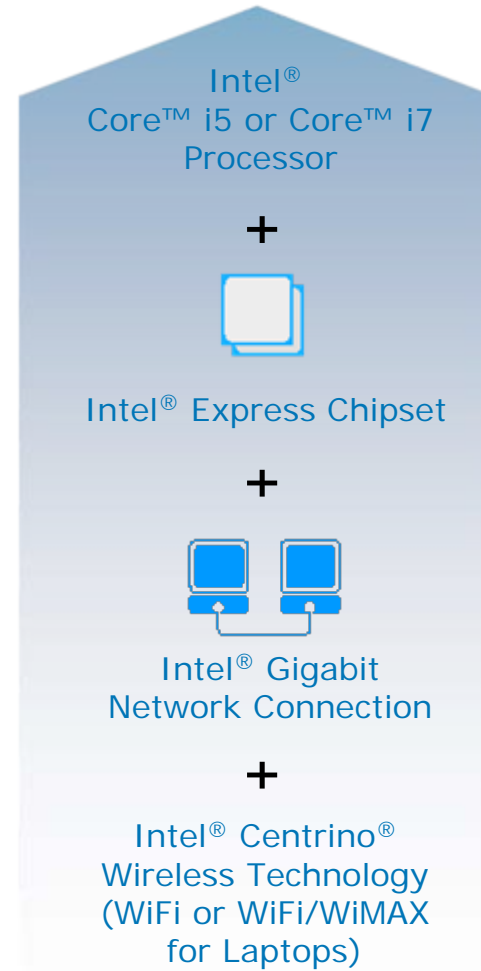 Intel®
Core™ i5 or Core™ i7
Processor
+
Intel® Express Chipset
+
Intel® Gigabit
Network Connection
+
Intel® Centrino®
Wireless Technology
(WiFi or WiFi/WiMAX
for Laptops)